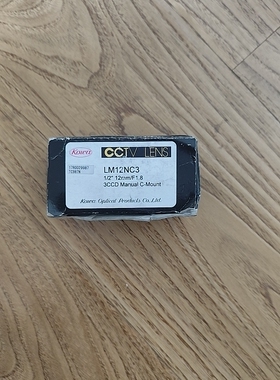 Kowa
CCTV LENS
LM12NC3
1/2" 12mm/F1.8
3CCD Manual C-Mount
Kowa Optical Products Co.,Ltd.